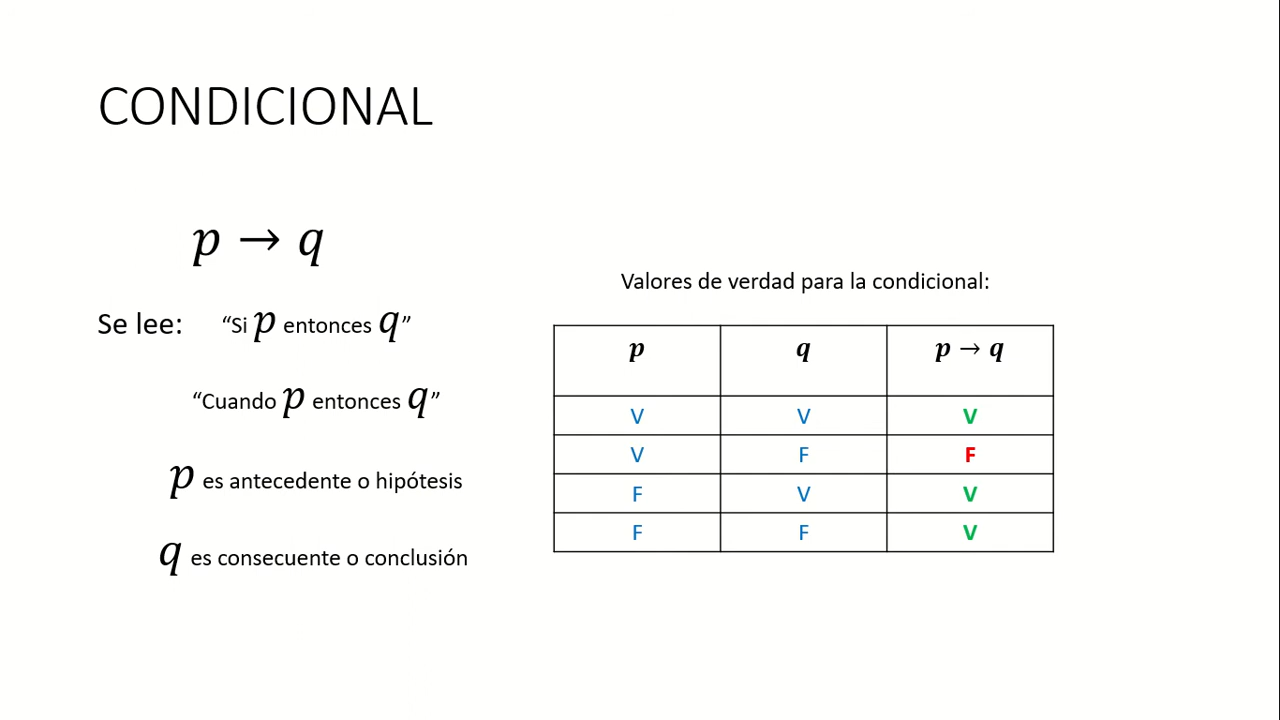 CONDICIONAL
p → q
Se lee: “Si p entonces q”
“Cuando p entonces q”
p es antecedente o hipótesis
q es consecuente o conclusión
Valores de verdad para la condicional:
p q p → q
V V V
V F F
F V V
F F V